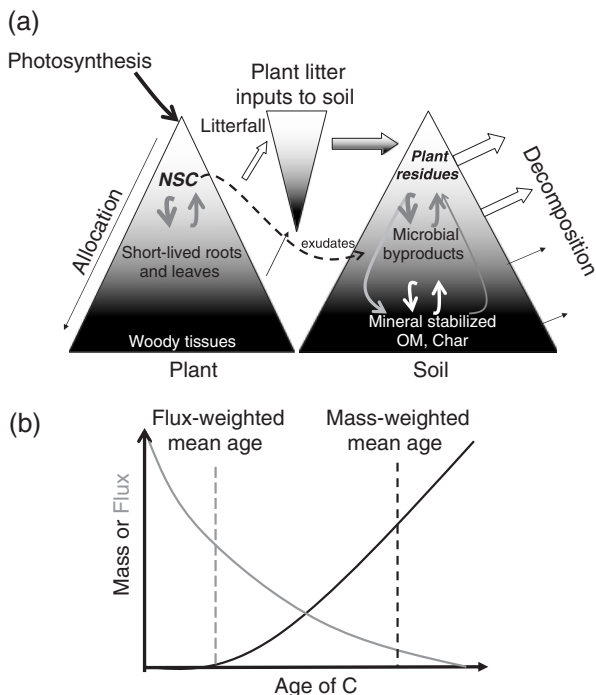 (a)
Photosynthesis
Plant litter
inputs to soil
Litterfall
Allocation
NSC
Short-lived roots
and leaves
Woody tissues
Plant
exudates
Plant
residues
Microbial
byproducts
Mineral stabilized
OM, Char
Soil
Decomposition
(b)
Flux-weighted
mean age
Mass-weighted
mean age
Mass or Flux
Age of C